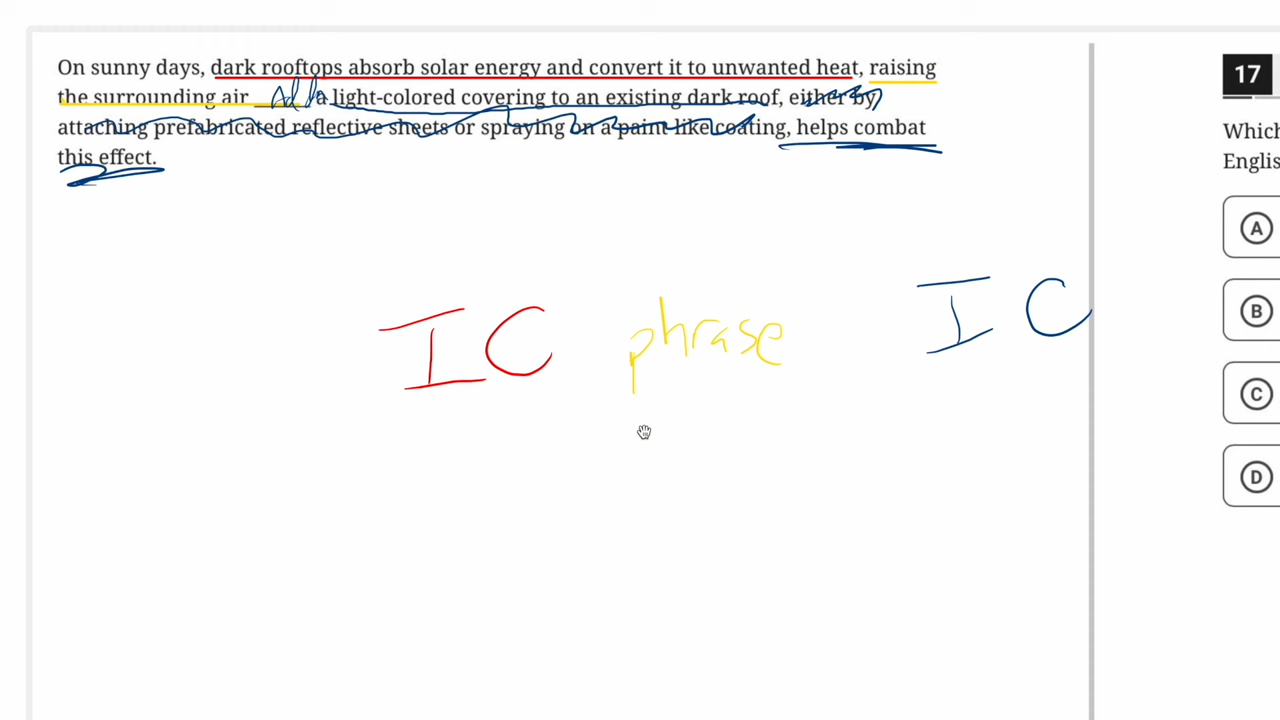 On sunny days, dark rooftops absorb solar energy and convert it to unwanted heat, raising
the surrounding air Add a light-colored covering to an existing dark roof, either by
attaching prefabricated reflective sheets or spraying on a paint-like coating, helps combat
this effect.
IC phrase IC
17
Which
Englis
A
B
C
D